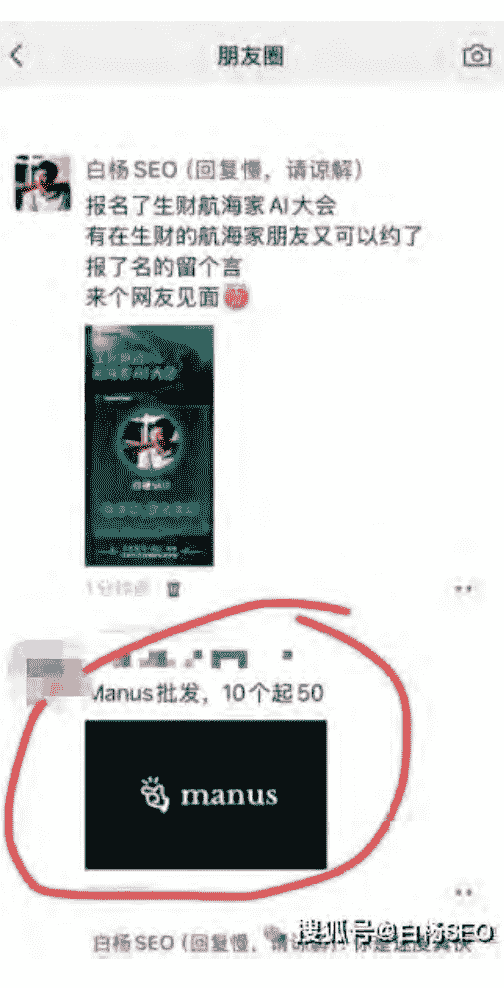 朋友圈
白杨SEO（回复慢，请谅解）
报名了生财航海家AI大会
有在生财的航海家朋友又可以约了
报了名的留个言
来个网友见面
1分钟前
Manus批发，10个起50
manus
白杨SEO（回复慢，
搜狐号@白杨SEO